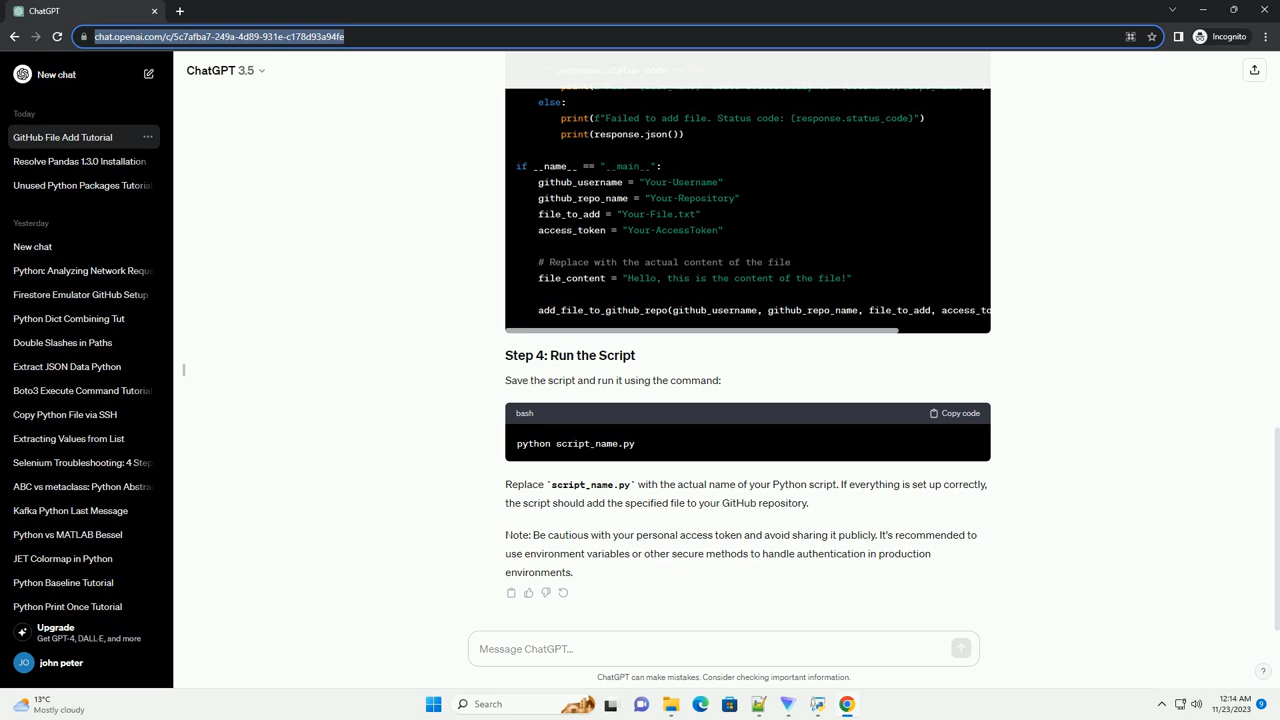 ChatGPT
chat.openai.com/c/5c7afba7-249a-4d89-931e-c178d93a94fe
Incognito
New chat
Today
GitHub File Add Tutorial
Resolve Pandas 1.3.0 Installation
Unused Python Packages Tutorial
Yesterday
New chat
Python: Analyzing Network Reque
Firestore Emulator GitHub Setup
Python Dict Combining Tut
Double Slashes in Paths
Extract JSON Data Python
Boto3 Execute Command Tutorial
Copy Python File via SSH
Extracting Values from List
Selenium Troubleshooting: 4 Step
ABC vs metaclass: Python Abstra
Kafka Python Last Message
Python vs MATLAB Bessel
JET Colormap in Python
Python Baseline Tutorial
Python Print Once Tutorial
Upgrade
Get GPT-4, DALL·E, and more
JO john peter
ChatGPT 3.5
else:
print(f"Failed to add file. Status code: {response.status_code}")
print(response.json())
if __name__ == "__main__":
github_username = "Your-Username"
github_repo_name = "Your-Repository"
file_to_add = "Your-File.txt"
access_token = "Your-AccessToken"
# Replace with the actual content of the file
file_content = "Hello, this is the content of the file!"
add_file_to_github_repo(github_username, github_repo_name, file_to_add, access_to
Step 4: Run the Script
Save the script and run it using the command:
bash Copy code
python script_name.py
Replace `script_name.py` with the actual name of your Python script. If everything is set up correctly,
the script should add the specified file to your GitHub repository.
Note: Be cautious with your personal access token and avoid sharing it publicly. It's recommended to
use environment variables or other secure methods to handle authentication in production
environments.
Message ChatGPT…
ChatGPT can make mistakes. Consider checking important information.
?
13°C
Mostly cloudy
Search
12:14 AM
11/23/2023
9